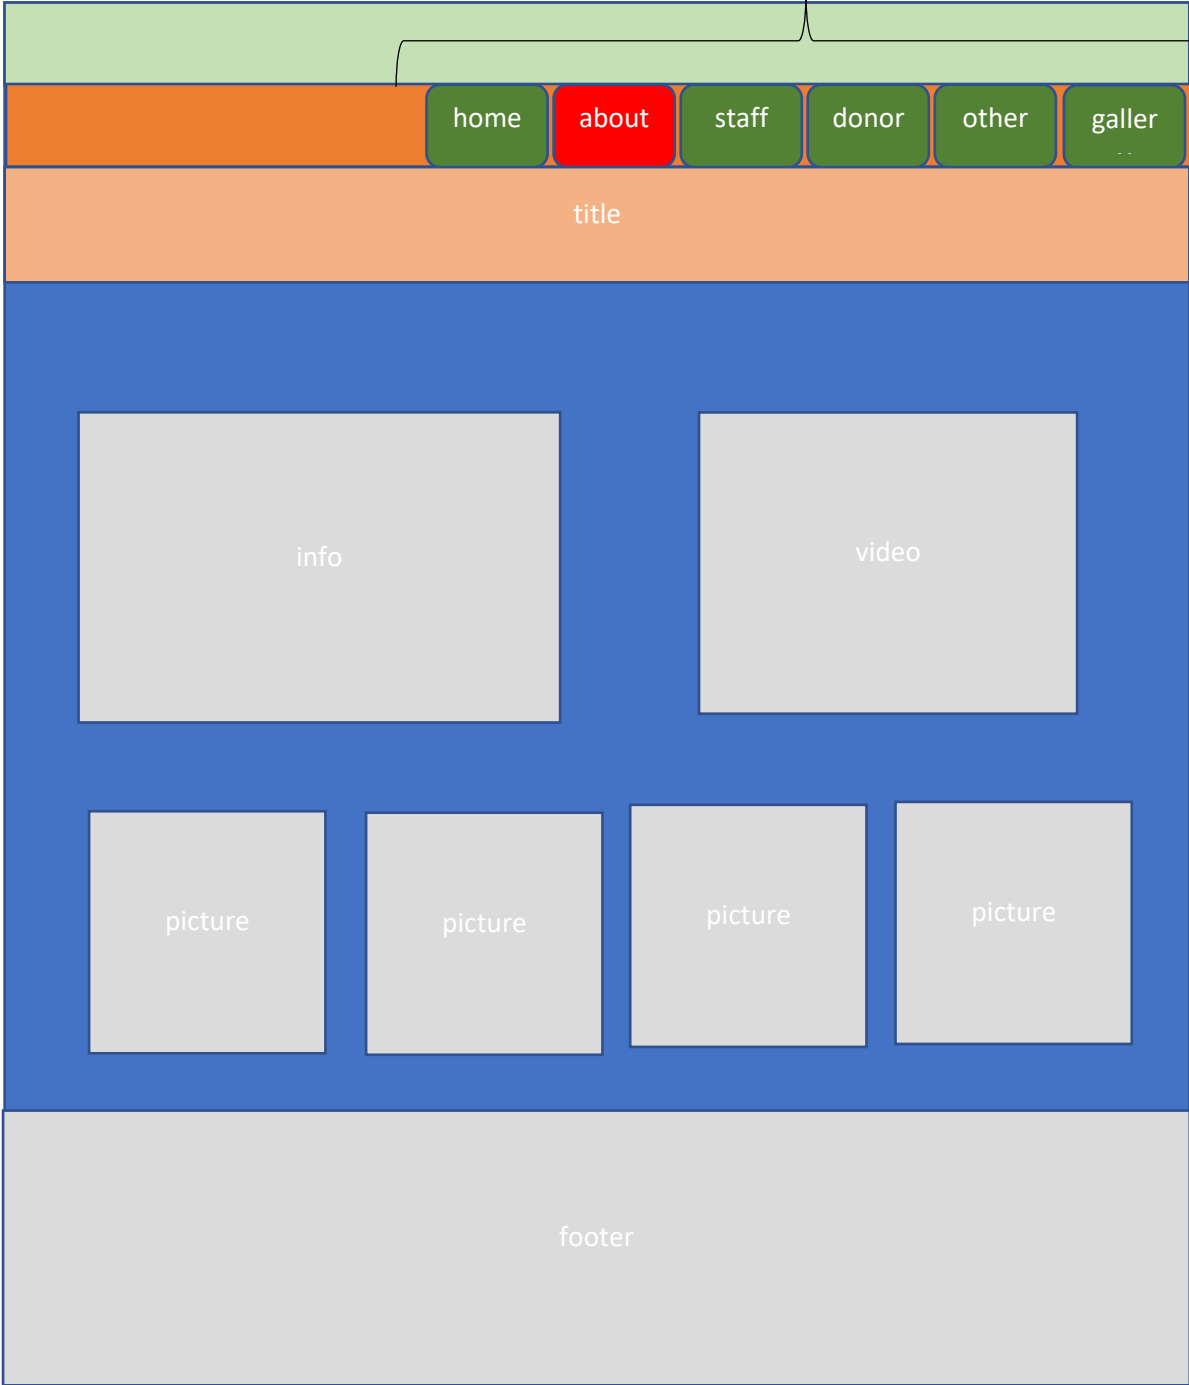 home about staff donor other galler
title
info video
picture picture picture picture
footer